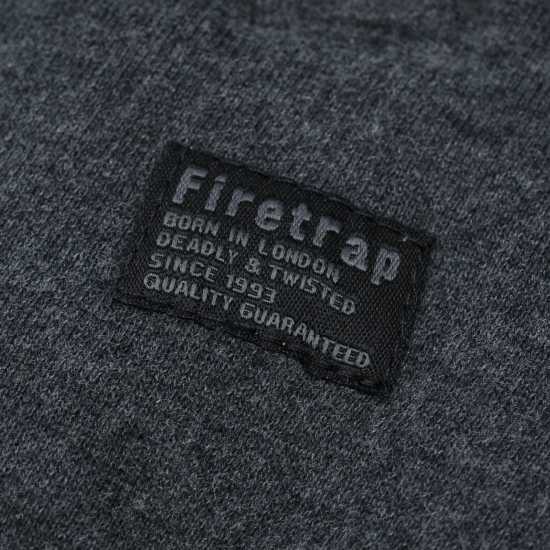 Firetrap
BORN IN LONDON
DEADLY & TWISTED
SINCE 1993
QUALITY GUARANTEED